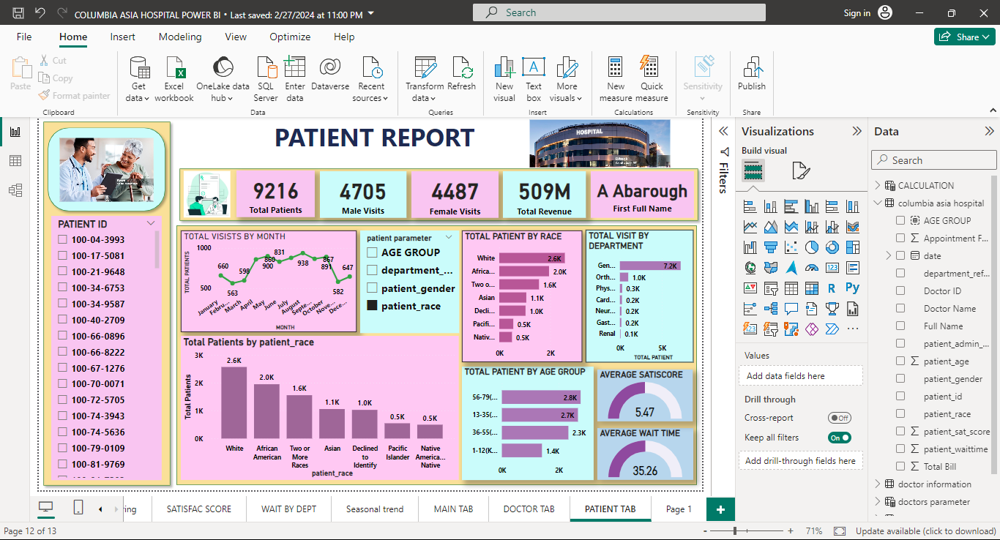 COLUMBIA ASIA HOSPITAL POWER BI • Last saved: 2/27/2024 at 11:00 PM
Search
Sign in
File
Home
Insert
Modeling
View
Optimize
Help
Share
Paste
Cut
Copy
Format painter
Clipboard
Get data
Excel workbook
OneLake data hub
SQL Server
Enter data
Dataverse
Recent sources
Data
Transform data
Refresh
Queries
New visual
Text box
More visuals
Insert
New measure
Quick measure
Calculations
Sensitivity
Sensitivity
Publish
Share
PATIENT REPORT
HOSPITAL
iStock
9216
Total Patients
4705
Male Visits
4487
Female Visits
509M
Total Revenue
A Abarough
First Full Name
PATIENT ID
100-04-3993
100-17-5081
100-21-9648
100-34-6753
100-34-9587
100-40-2709
100-66-0896
100-66-8222
100-67-1276
100-70-0071
100-72-5705
100-74-3943
100-74-5636
100-79-0109
100-81-9769
TOTAL VISISTS BY MONTH
TOTAL PATIENTS
1000
500
660
563
598
860
900
831
938
867
891
582
647
January
Febru...
March
April
May
June
July
August
Septe...
October
Nove...
Dece...
MONTH
patient parameter
AGE GROUP
department_...
patient_gender
patient_race
TOTAL PATIENT BY RACE
White
2.6K
Africa...
2.0K
Two o...
1.6K
Asian
1.1K
Decli...
1.0K
Pacifi...
0.5K
Nativ...
0.5K
0K
2K
TOTAL VISIT BY
DEPARTMENT
Gen...
7.2K
Orth...
1.0K
Phys...
0.3K
Card...
0.2K
Neur...
0.2K
Gast...
0.2K
Renal
0.1K
0K
5K
TOTAL PATIENT
Total Patients by patient_race
Total Patients
3K
2K
1K
0K
2.6K
2.0K
1.6K
1.1K
1.0K
0.5K
0.5K
White
African American
Two or More Races
Asian
Declined to Identify
Pacific Islander
Native America... Native
patient_race
TOTAL PATIENT BY AGE GROUP
56-79(...
2.8K
13-35(...
2.7K
36-55(...
2.3K
1-12(K...
1.4K
0K
2K
AVERAGE SATISCORE
5.47
AVERAGE WAIT TIME
35.26
Filters
Visualizations
Build visual
R
Py
123
Values
Add data fields here
Drill through
Cross-report
Off
Keep all filters
On
Add drill-through fields here
Data
Search
CALCULATION
columbia asia hospital
AGE GROUP
Appointment F...
date
department_ref...
Doctor ID
Doctor Name
Full Name
patient_admin_...
patient_age
patient_gender
patient_id
patient_race
patient_sat_score
patient_waittime
Total Bill
doctor information
doctors parameter
ring
SATISFAC SCORE
WAIT BY DEPT
Seasonal trend
MAIN TAB
DOCTOR TAB
PATIENT TAB
Page 1
Page 12 of 13
71%
Update available (click to download)